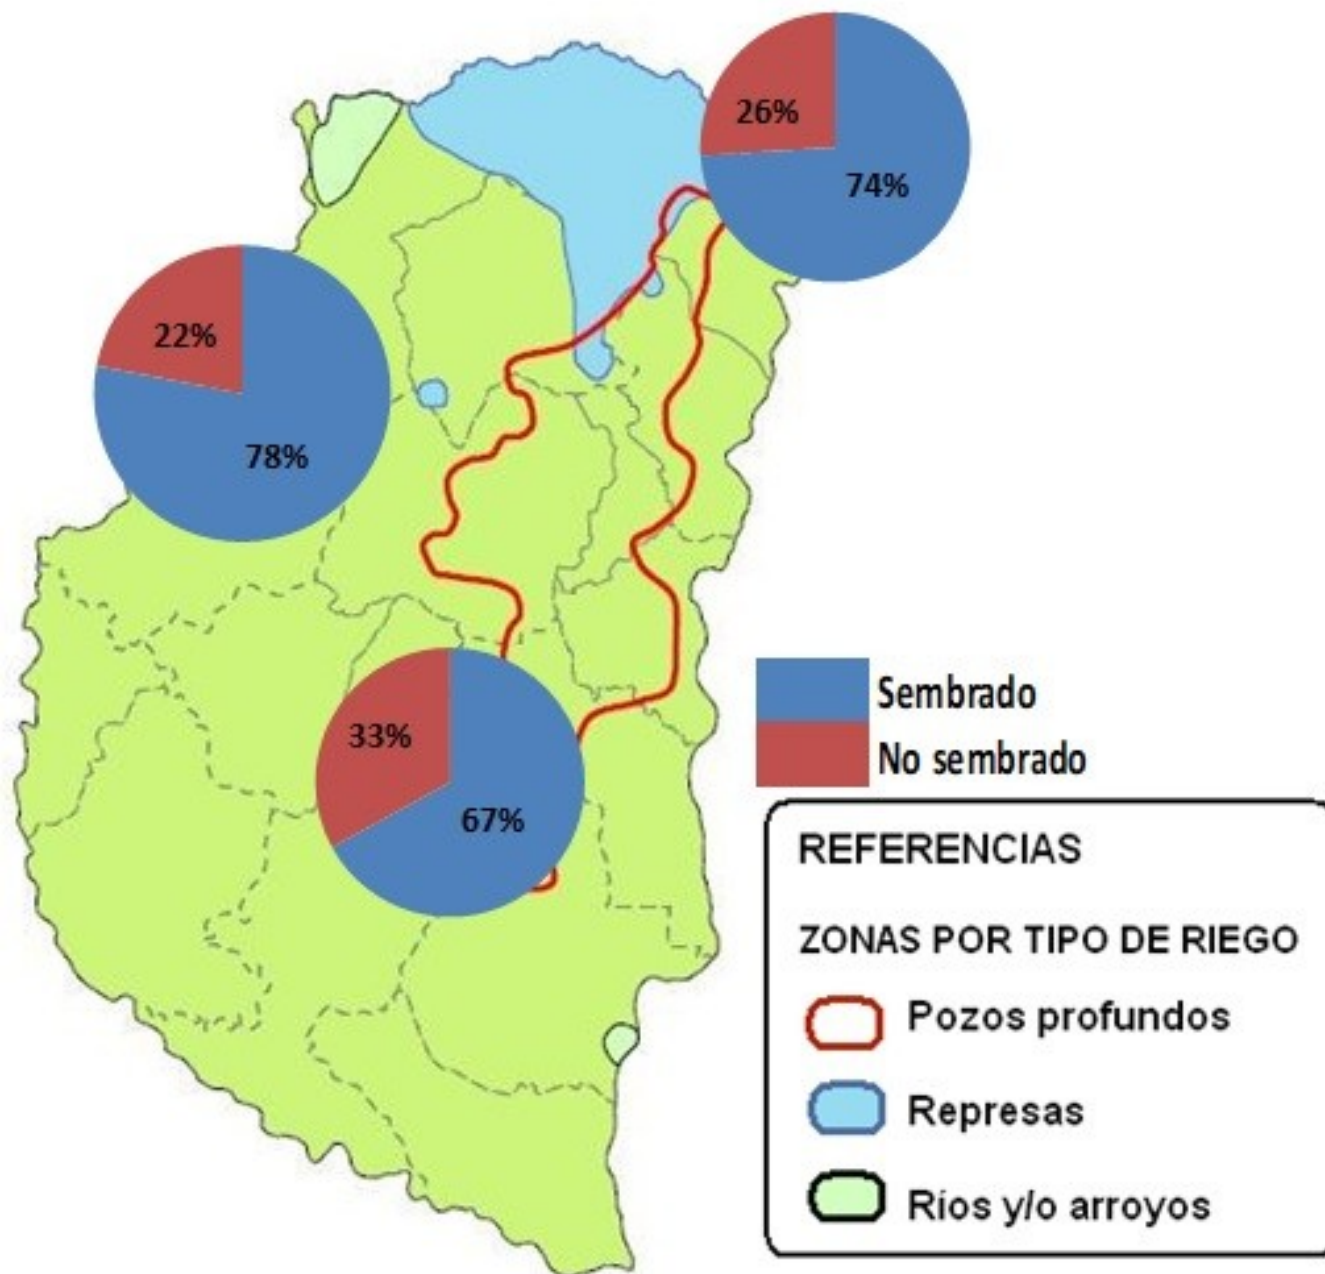 26%
74%
22%
78%
33%
67%
Sembrado
No sembrado
REFERENCIAS
ZONAS POR TIPO DE RIEGO
Pozos profundos
Represas
Ríos y/o arroyos